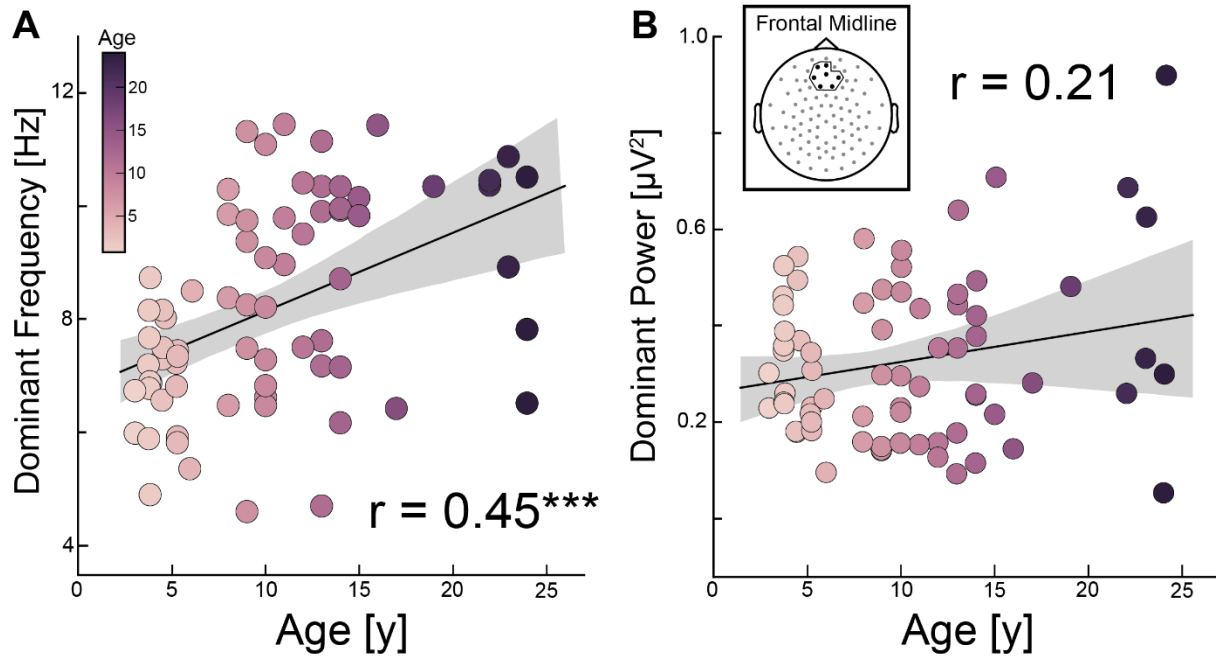 A
Age
20
15
10
5
Dominant Frequency [Hz]
12
8
4
r = 0.45***
0
5
10
15
20
25
Age [y]
B
Frontal Midline
r = 0.21
Dominant Power [µV²]
1.0
0.6
0.2
0
5
10
15
20
25
Age [y]